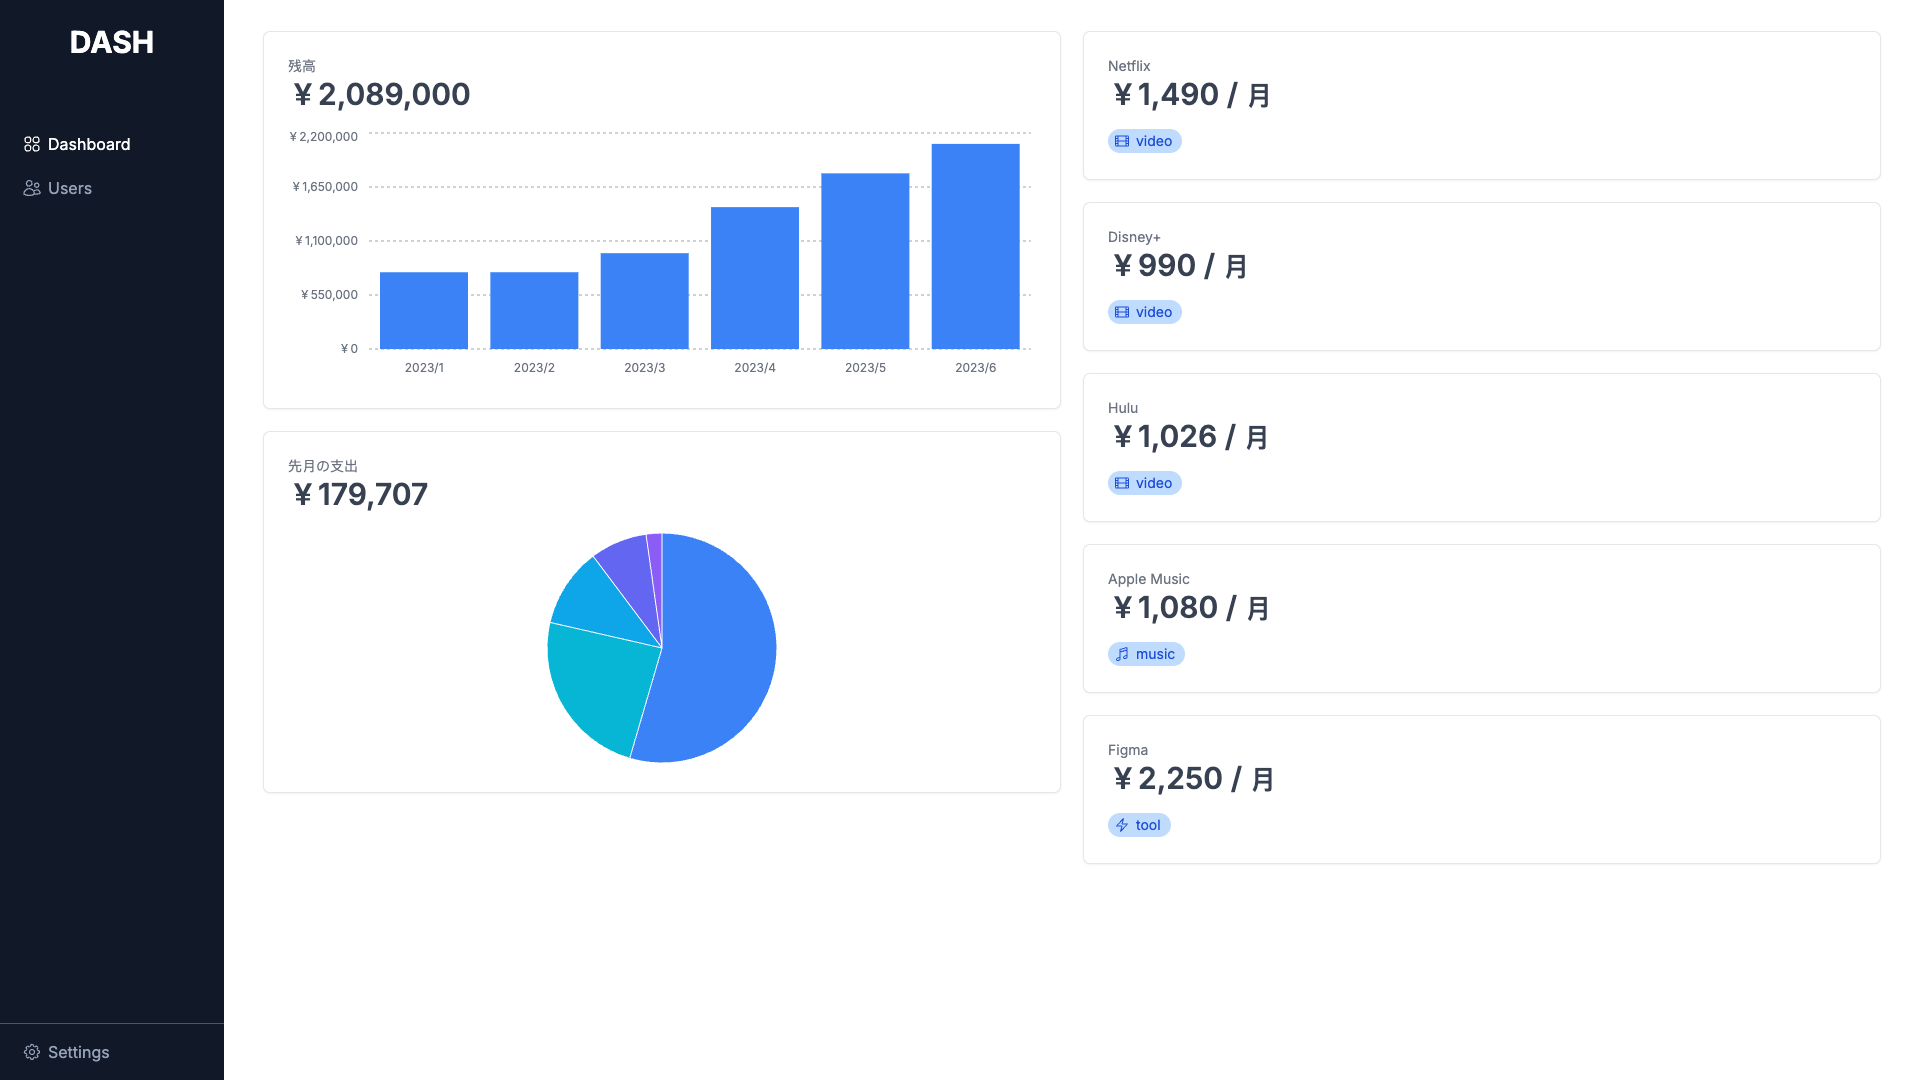 DASH
Dashboard
Users
Settings
残高
¥2,089,000
¥2,200,000
¥1,650,000
¥1,100,000
¥550,000
¥0
2023/1 2023/2 2023/3 2023/4 2023/5 2023/6
先月の支出
¥179,707
Netflix
¥1,490 / 月
video
Disney+
¥990 / 月
video
Hulu
¥1,026 / 月
video
Apple Music
¥1,080 / 月
music
Figma
¥2,250 / 月
tool